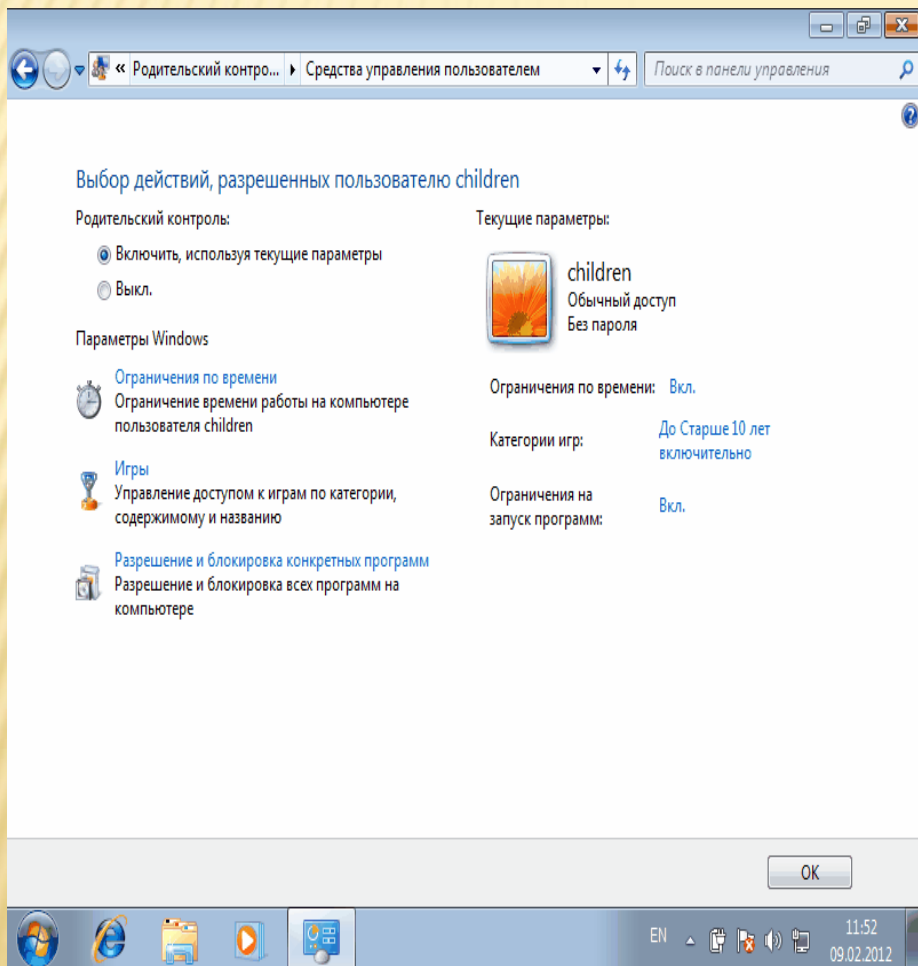 « Родительский контро... Средства управления пользователем Поиск в панели управления
Выбор действий, разрешенных пользователю children
Родительский контроль:
Включить, используя текущие параметры
Выкл.
Параметры Windows
Ограничения по времени
Ограничение времени работы на компьютере
пользователя children
Игры
Управление доступом к играм по категории,
содержимому и названию
Разрешение и блокировка конкретных программ
Разрешение и блокировка всех программ на
компьютере
Текущие параметры:
children
Обычный доступ
Без пароля
Ограничения по времени: Вкл.
Категории игр: До Старше 10 лет
включительно
Ограничения на
запуск программ: Вкл.
OK
EN 11:52
09.02.2012